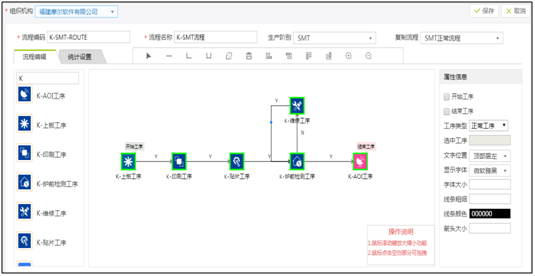 * 组织机构 福建摩尔软件有限公司 保存 取消
* 流程编码 K-SMT-ROUTE * 流程名称 K-SMT流程 生产阶别 SMT 复制流程 SMT正常流程
流程编辑 统计设置
K
K-AOI工序
K-上板工序
K-印刷工序
K-炉前检测工序
K-维修工序
K-贴片工序
Y
K-维修工序
N
开始工序
结束工序
Y Y Y Y
K-上板工序 K-印刷工序 K-贴片工序 K-炉前检测工序 K-AOI工序
操作说明
1.鼠标滚动键放大缩小功能
2.鼠标点击空白部分可拖拽
属性信息
开始工序
结束工序
工序类型 正常工序
选中工序
文字位置 顶部居左
显示字体 微软雅黑
字体大小
线条粗细
线条颜色 000000
箭头大小